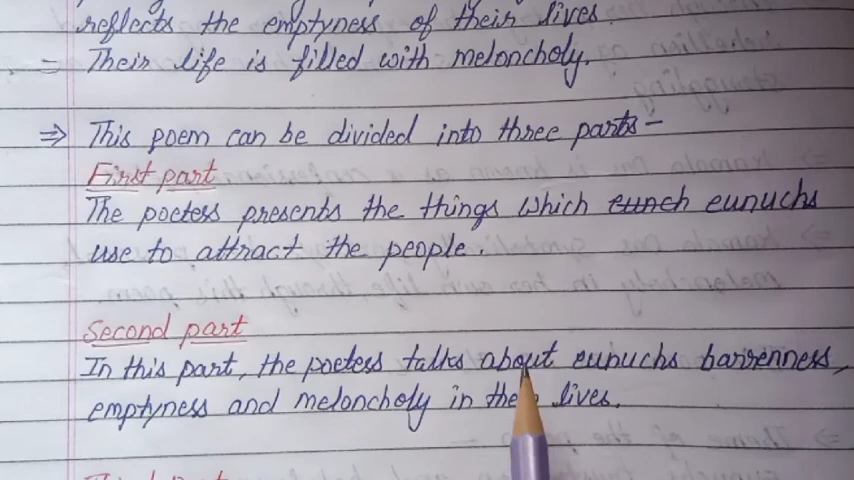 reflects the emptyness of their lives.
⇒ Their life is filled with meloncholy.
⇒ This poem can be divided into three parts-
First part
The poetess presents the things which eunch eunuchs
use to attract the people.
Second part
In this part, the poetess talks about eunuchs barrenness,
emptyness and meloncholy in their lives.